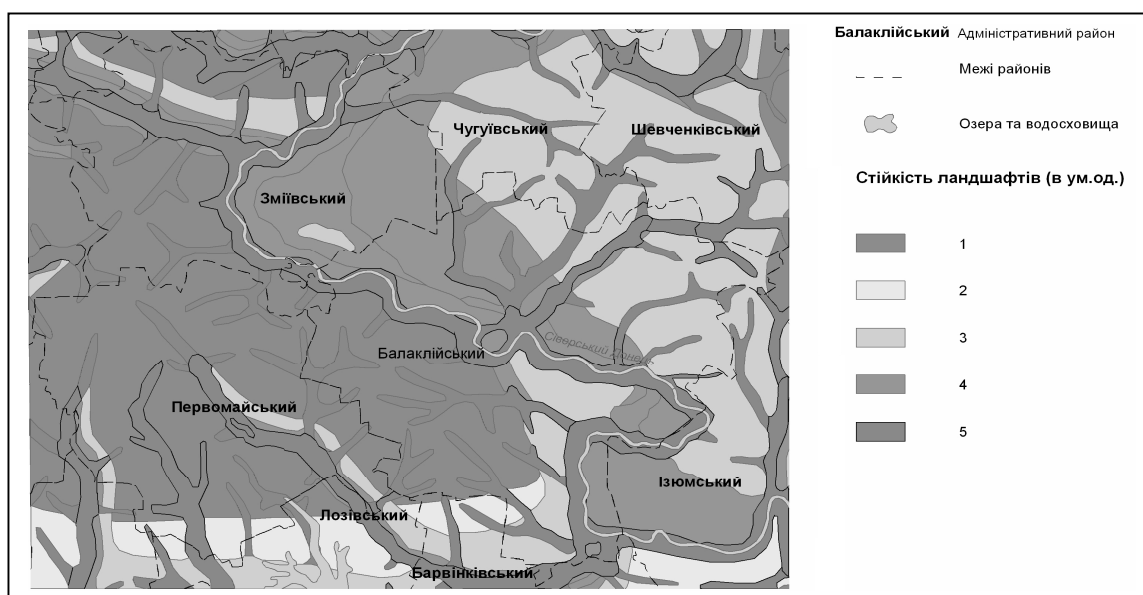 Чугуївський
Шевченківський
Зміївський
Сіверський Донець
Балаклійський
Первомайський
Ізюмський
Лозівський
Барвінківський
Балаклійський Адміністративний район
Межі районів
Озера та водосховища
Стійкість ландшафтів (в ум.од.)
1
2
3
4
5